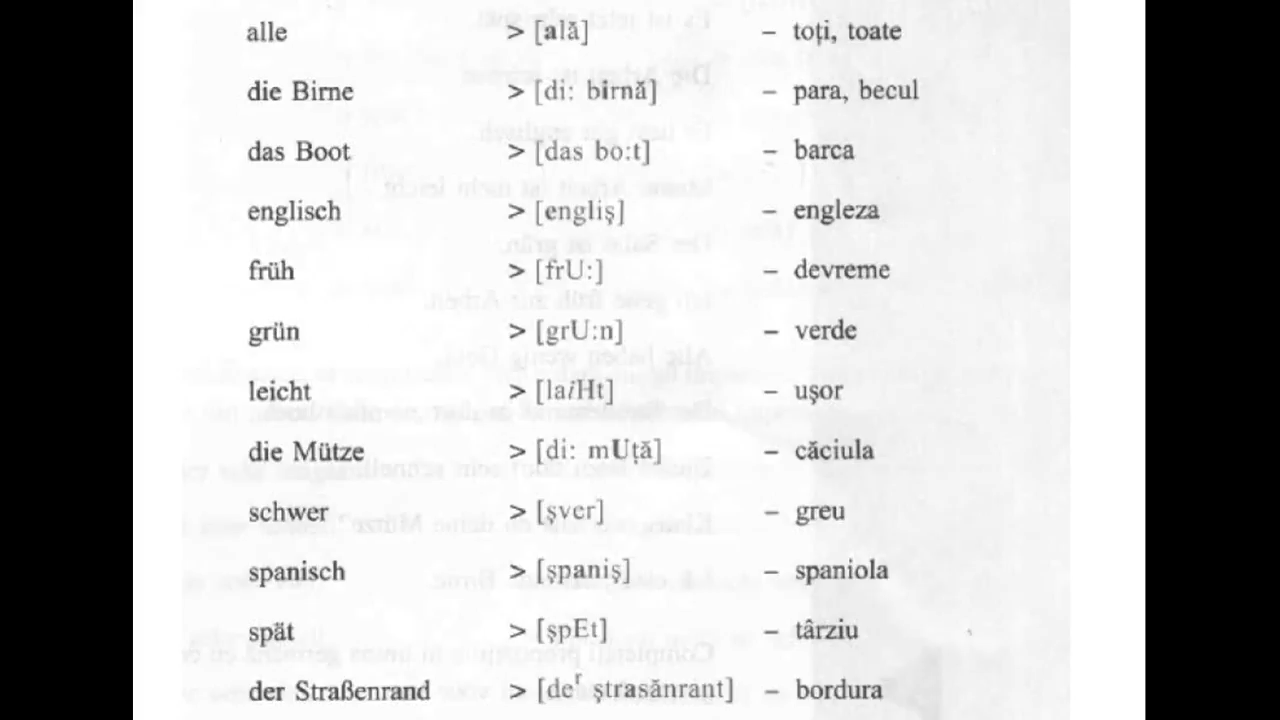 alle > [ală] – toți, toate
die Birne > [di: birnă] – para, becul
das Boot > [das bo:t] – barca
englisch > [engliș] – engleza
früh > [frU:] – devreme
grün > [grU:n] – verde
leicht > [laiHt] – ușor
die Mütze > [di: mUță] – căciula
schwer > [șver] – greu
spanisch > [șpaniș] – spaniola
spät > [șpEt] – târziu
der Straßenrand > [deʳ ștrasănrant] – bordura